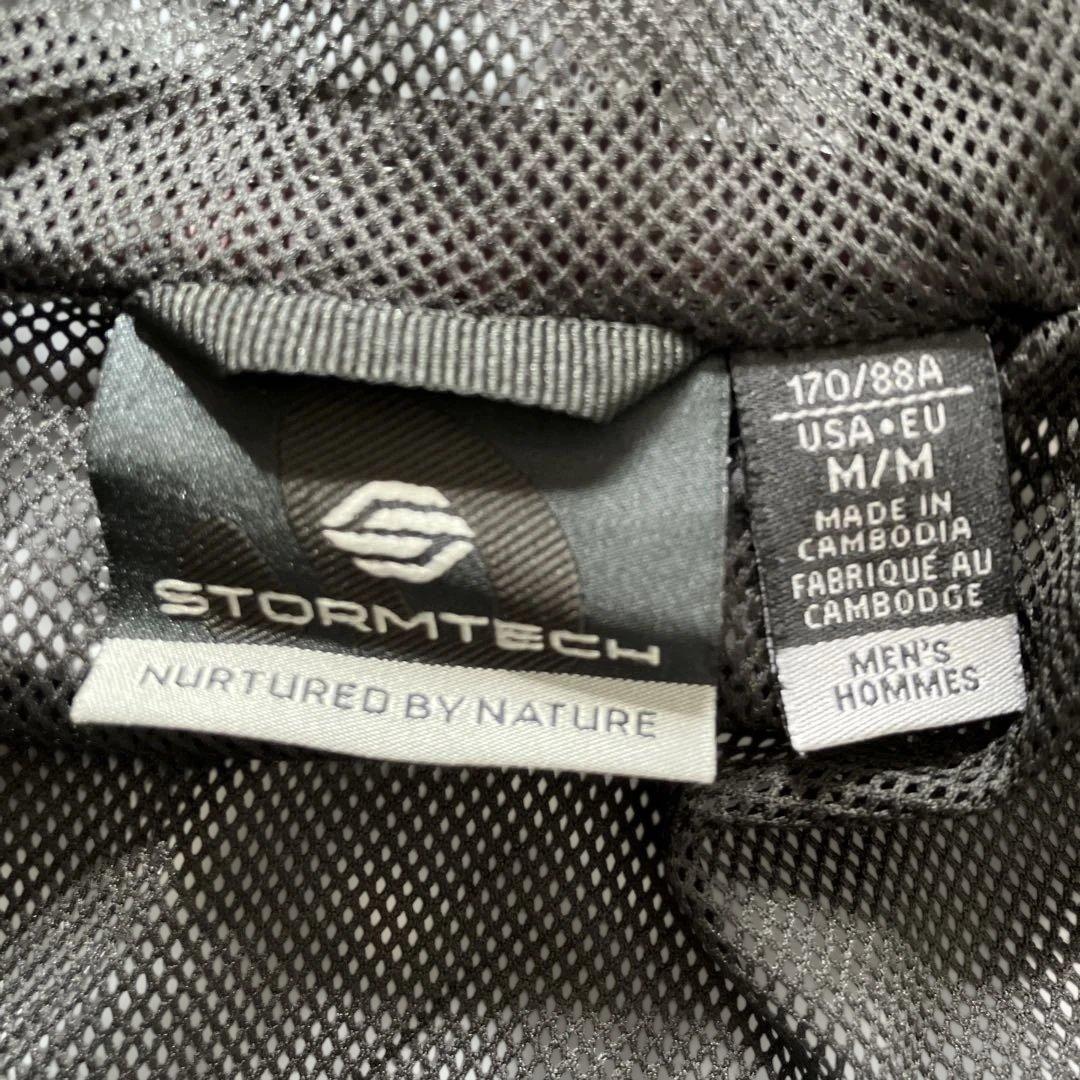 STORMTECH
NURTURED BY NATURE
170/88A
USA•EU
M/M
MADE IN
CAMBODIA
FABRIQUÉ AU
CAMBODGE
MEN'S
HOMMES